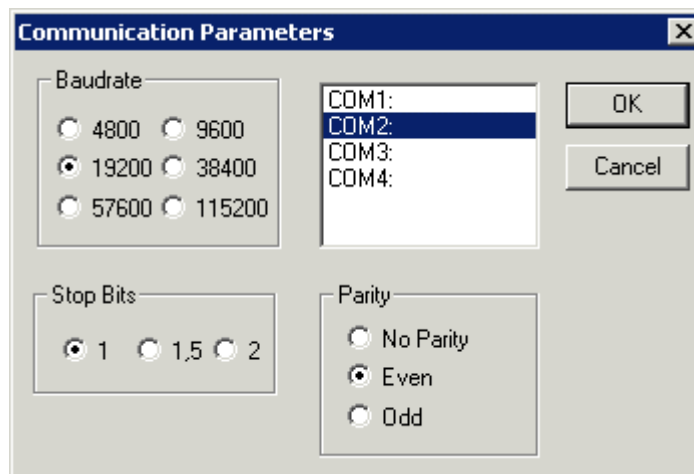 Communication Parameters
Baudrate
4800 9600
19200 38400
57600 115200
COM1:
COM2:
COM3:
COM4:
OK
Cancel
Stop Bits
1 1,5 2
Parity
No Parity
Even
Odd